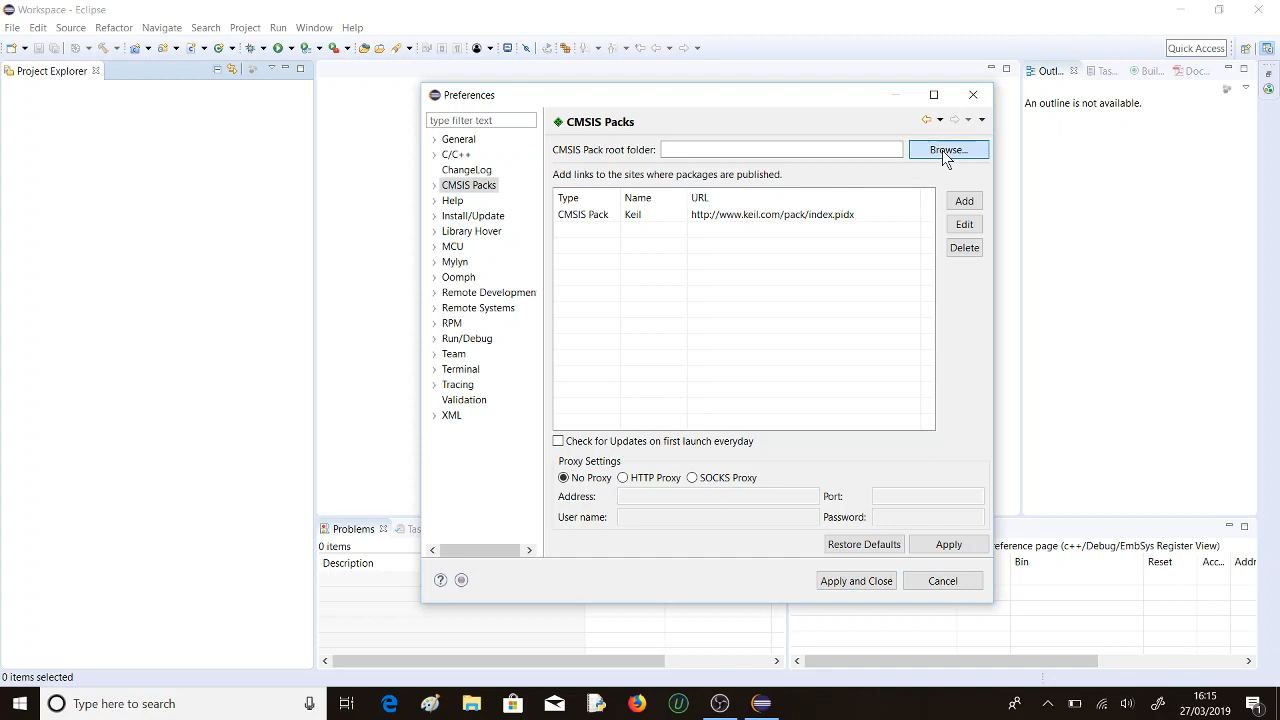 Workspace - Eclipse
File Edit Source Refactor Navigate Search Project Run Window Help
Quick Access
Project Explorer
Outl... Tas... Buil... Doc...
An outline is not available.
Preferences
type filter text
General
C/C++
ChangeLog
CMSIS Packs
Help
Install/Update
Library Hover
MCU
Mylyn
Oomph
Remote Developmen
Remote Systems
RPM
Run/Debug
Team
Terminal
Tracing
Validation
XML
CMSIS Packs
CMSIS Pack root folder: Browse...
Add links to the sites where packages are published.
Type Name URL
CMSIS Pack Keil http://www.keil.com/pack/index.pidx
Add
Edit
Delete
Check for Updates on first launch everyday
Proxy Settings
No Proxy HTTP Proxy SOCKS Proxy
Address: Port:
User name: Password:
Restore Defaults Apply
Apply and Close Cancel
Problems Tas
0 items
Description
eference page (c++/Debug/EmbSys Register View)
Bin Reset Acc... Addr
0 items selected
Type here to search
16:15
27/03/2019
1